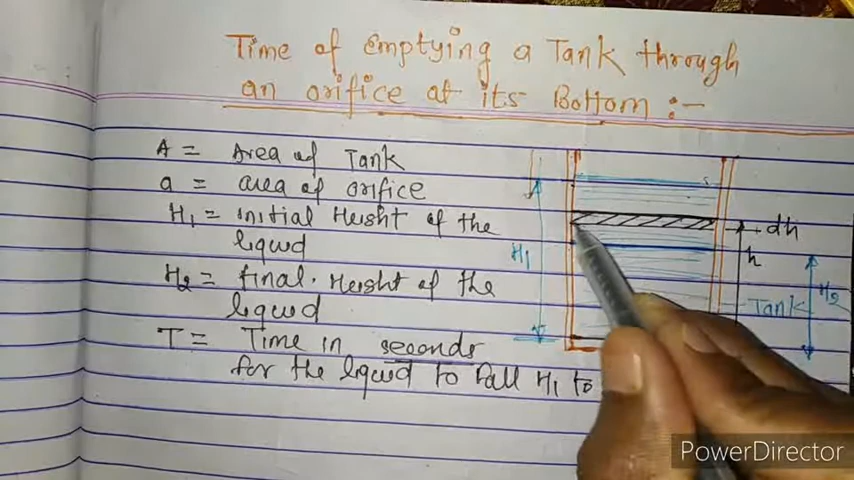 Time of emptying a Tank through
an orifice at its Bottom :-
A = Area of Tank
a = area of orifice
H1 = initial Height of the
liquid
H2 = final. Height of the
liquid
T = Time in seconds
for the liquid to fall H1 to
H1
dh
h
Tank
H2
PowerDirector